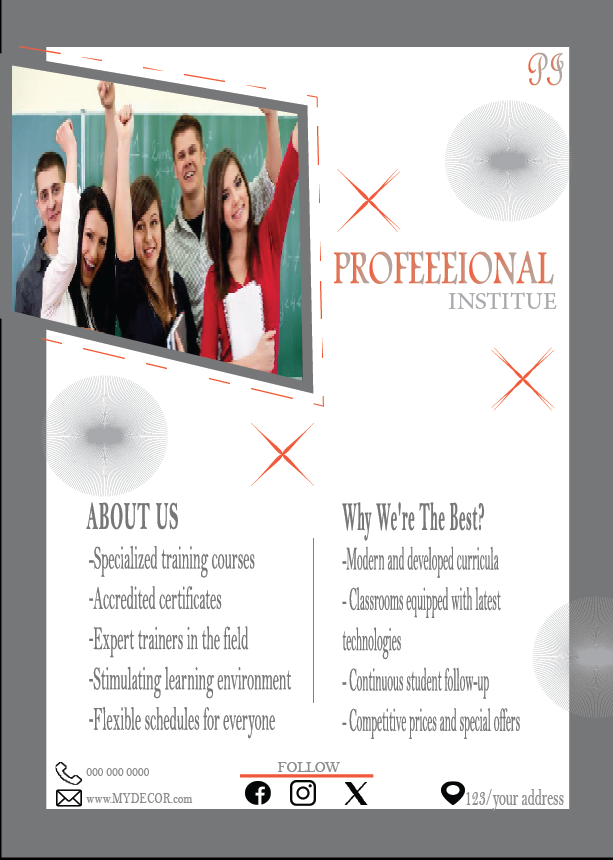 PI
PROFEEEIONAL
INSTITUE
ABOUT US
-Specialized training courses
-Accredited certificates
-Expert trainers in the field
-Stimulating learning environment
-Flexible schedules for everyone
Why We're The Best?
-Modern and developed curricula
- Classrooms equipped with latest
technologies
- Continuous student follow-up
- Competitive prices and special offers
000 000 0000
www.MYDECOR.com
FOLLOW
123/your address